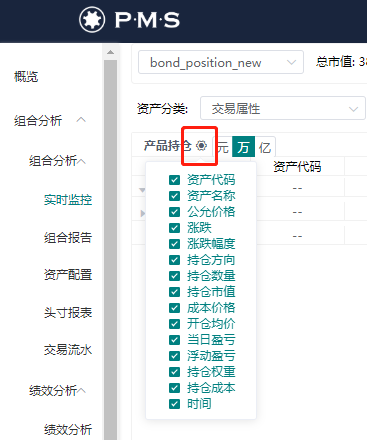 P·M·S
概览
组合分析
组合分析
实时监控
组合报告
资产配置
头寸报表
交易流水
绩效分析
绩效分析
bond_position_new
总市值: 38
资产分类:
交易属性
产品持仓
元 万 亿
资产代码
--
--
--
资产代码
资产名称
公允价格
涨跌
涨跌幅度
持仓方向
持仓数量
持仓市值
成本价格
开仓均价
当日盈亏
浮动盈亏
持仓权重
持仓成本
时间